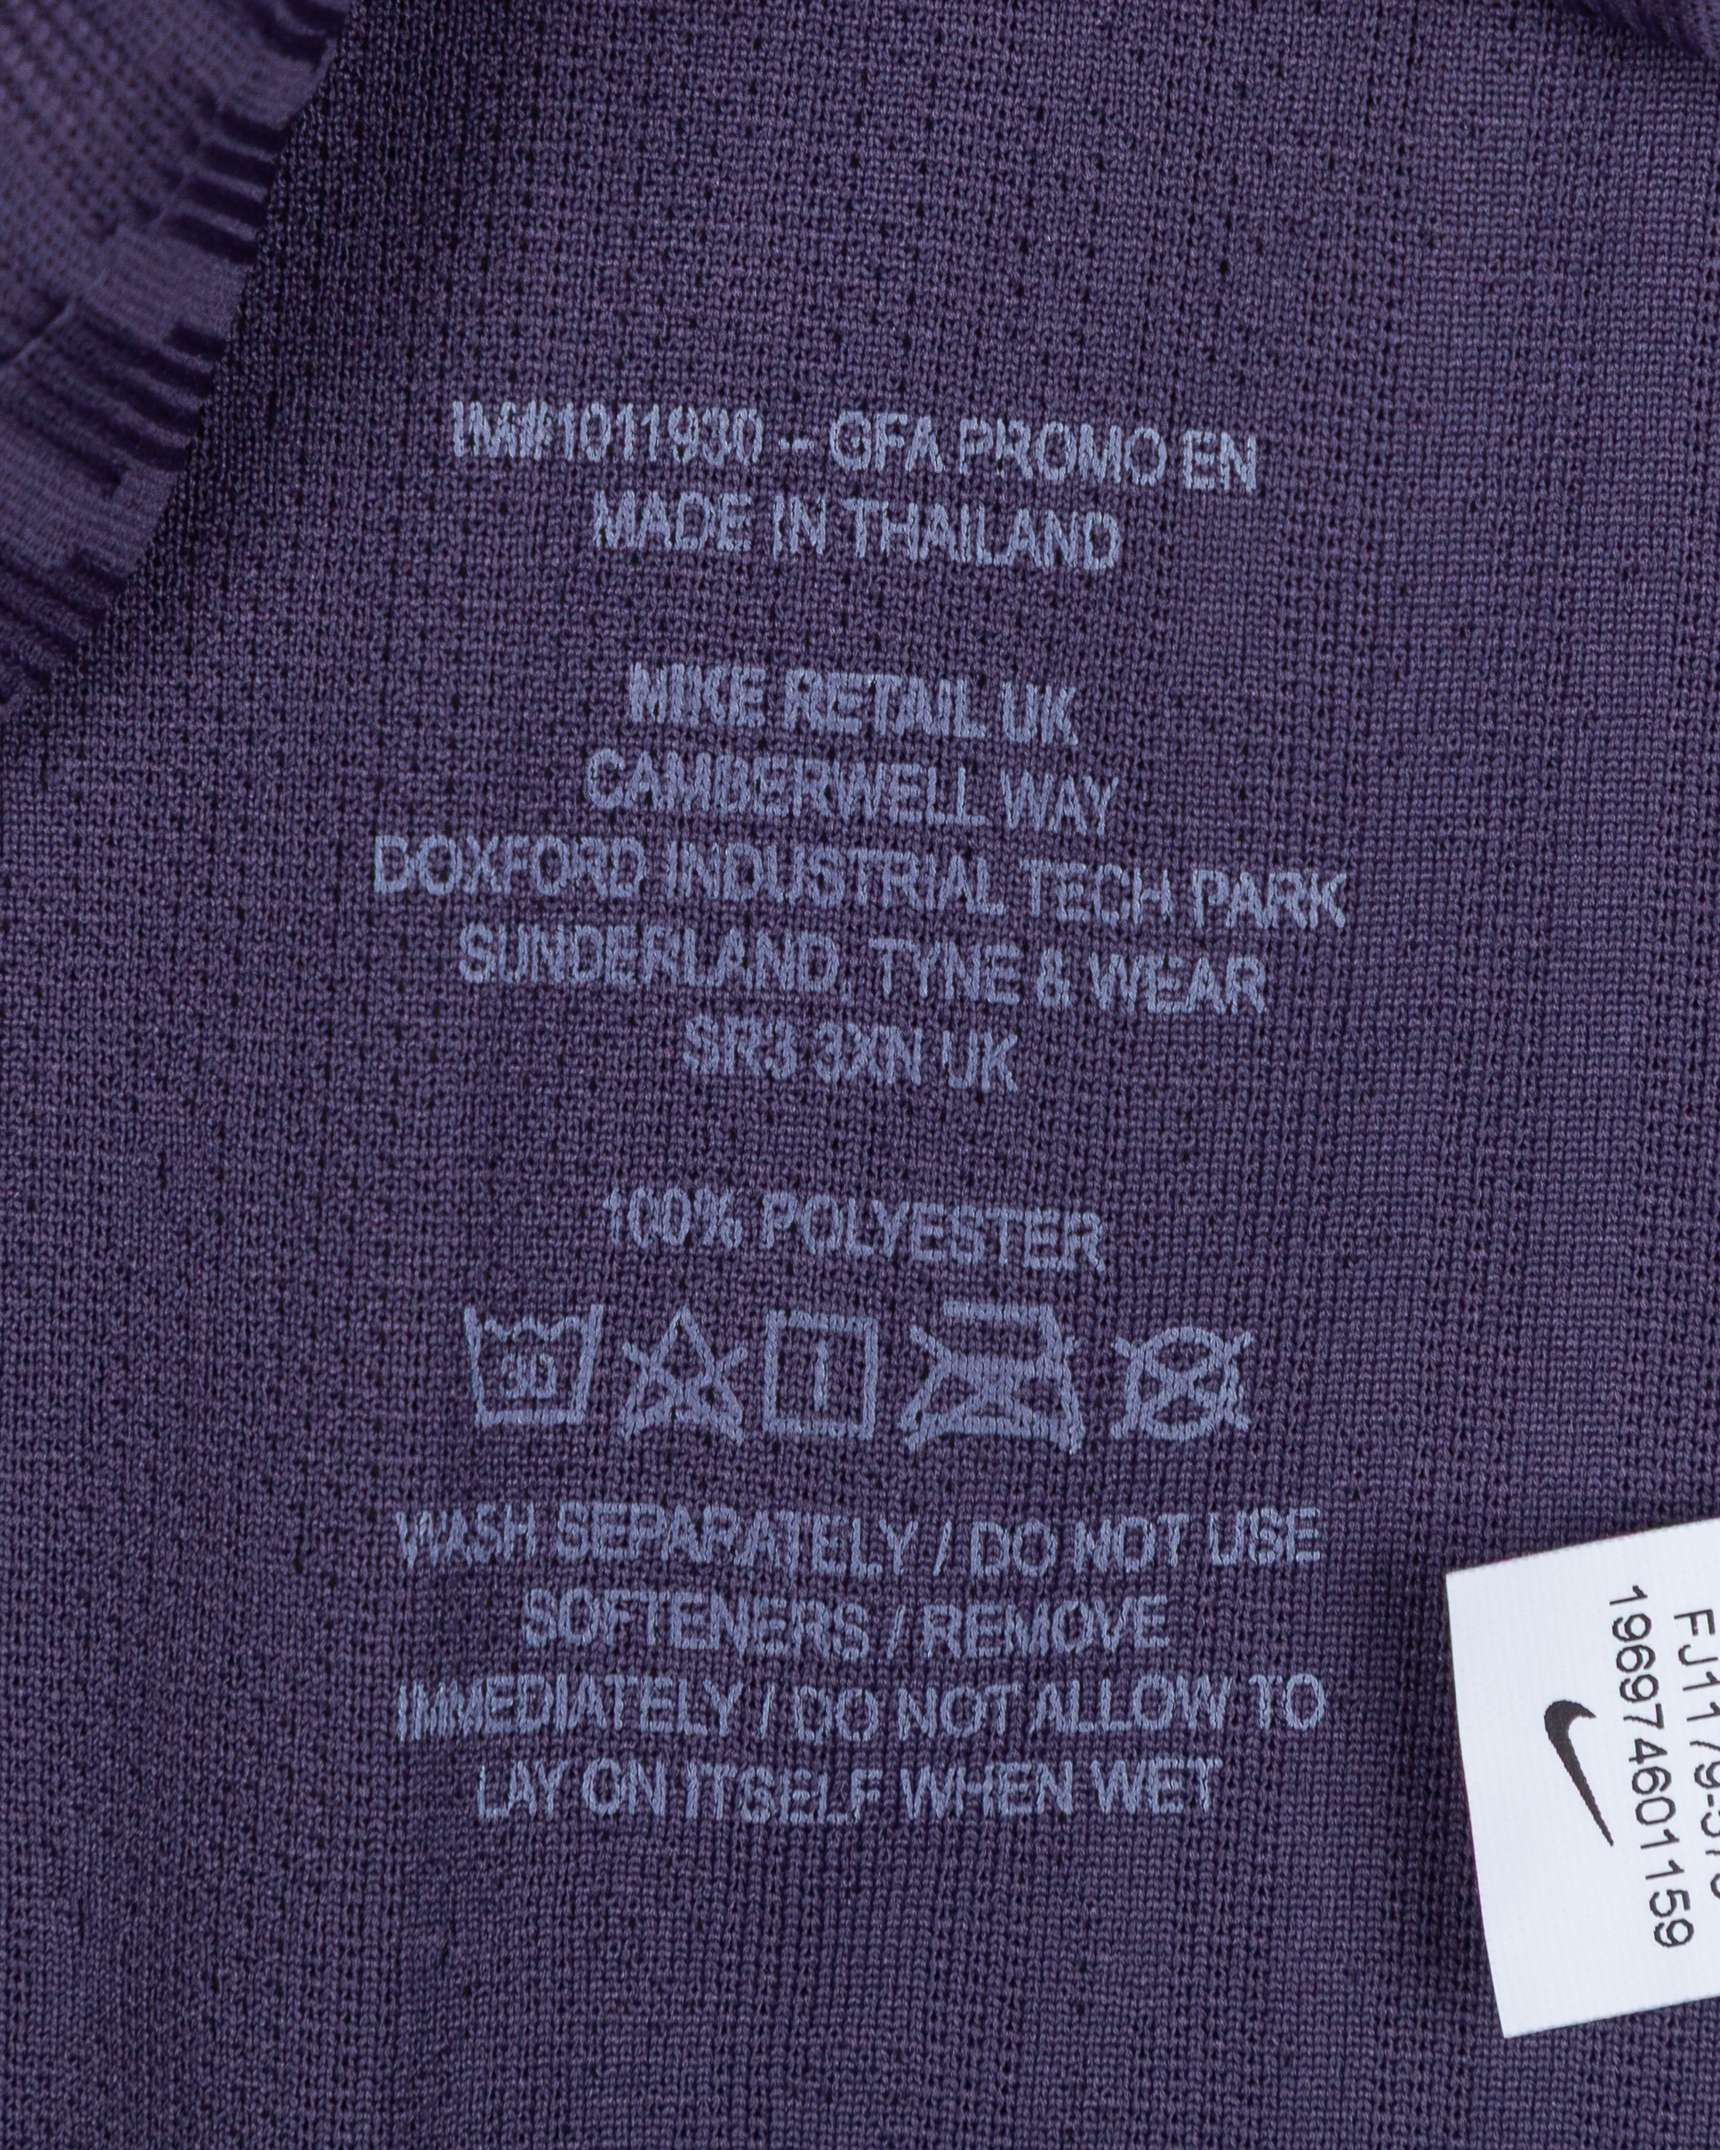 IM#1011930 – GFA PROMO EN
MADE IN THAILAND
NIKE RETAIL UK
CAMBERWELL WAY
DOXFORD INDUSTRIAL TECH PARK
SUNDERLAND, TYNE & WEAR
SR3 3XN UK
100% POLYESTER
30
WASH SEPARATELY / DO NOT USE
SOFTENERS / REMOVE
IMMEDIATELY / DO NOT ALLOW TO
LAY ON ITSELF WHEN WET
196974601159